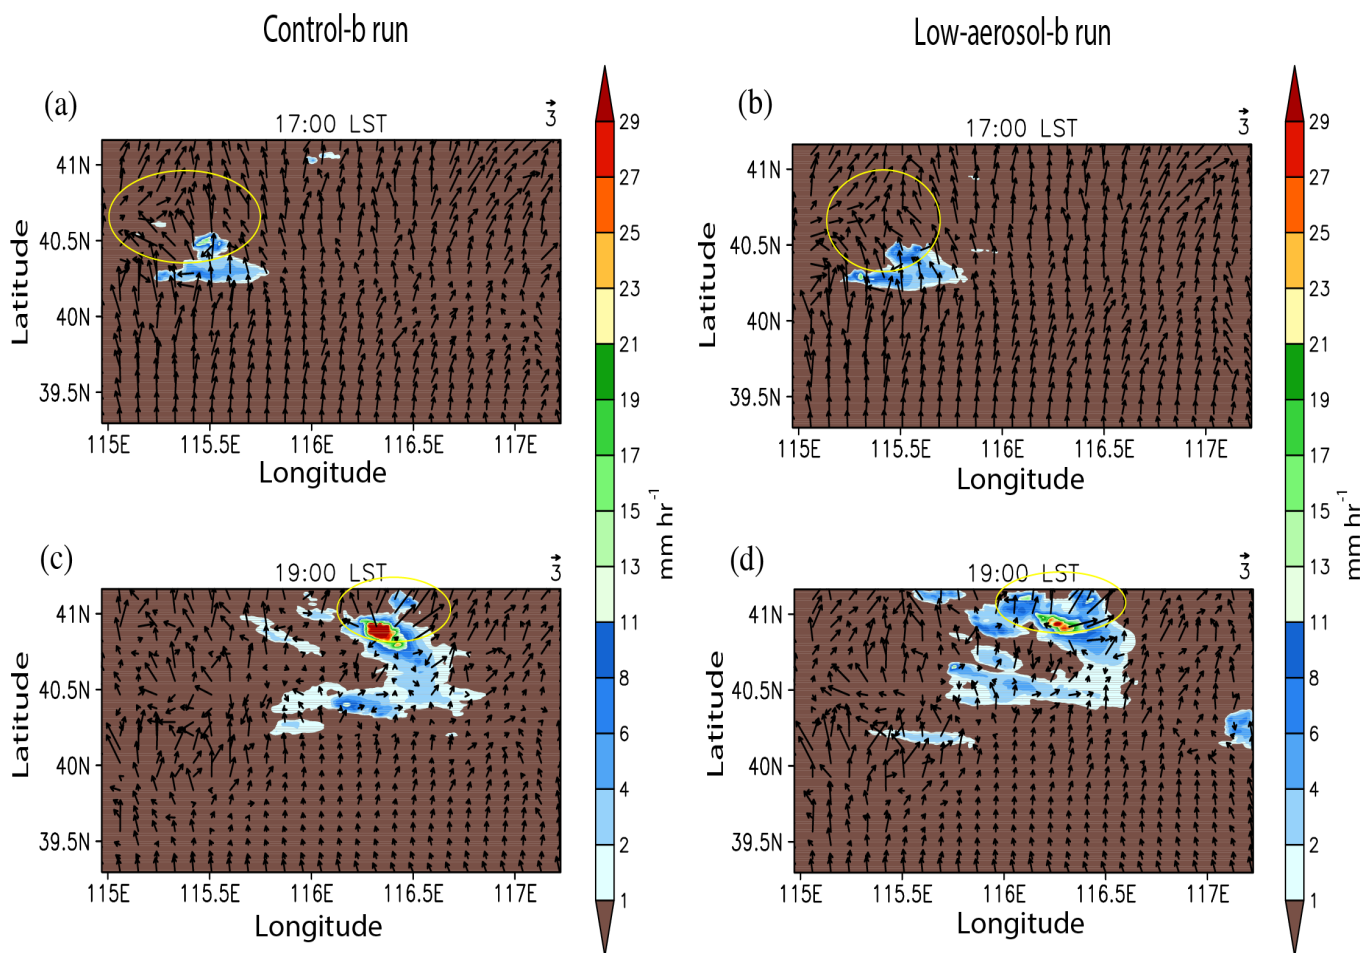 Control-b run
Low-aerosol-b run
(a)
17:00 LST
3
41N
40.5N
40N
39.5N
Latitude
115E 115.5E 116E 116.5E 117E
Longitude
29
27
25
23
21
19
17
15
13
11
8
6
4
2
1
mm hr⁻¹
(b)
17:00 LST
3
41N
40.5N
40N
39.5N
Latitude
115E 115.5E 116E 116.5E 117E
Longitude
29
27
25
23
21
19
17
15
13
11
8
6
4
2
1
mm hr⁻¹
(c)
19:00 LST
3
41N
40.5N
40N
39.5N
Latitude
115E 115.5E 116E 116.5E 117E
Longitude
(d)
19:00 LST
3
41N
40.5N
40N
39.5N
Latitude
115E 115.5E 116E 116.5E 117E
Longitude